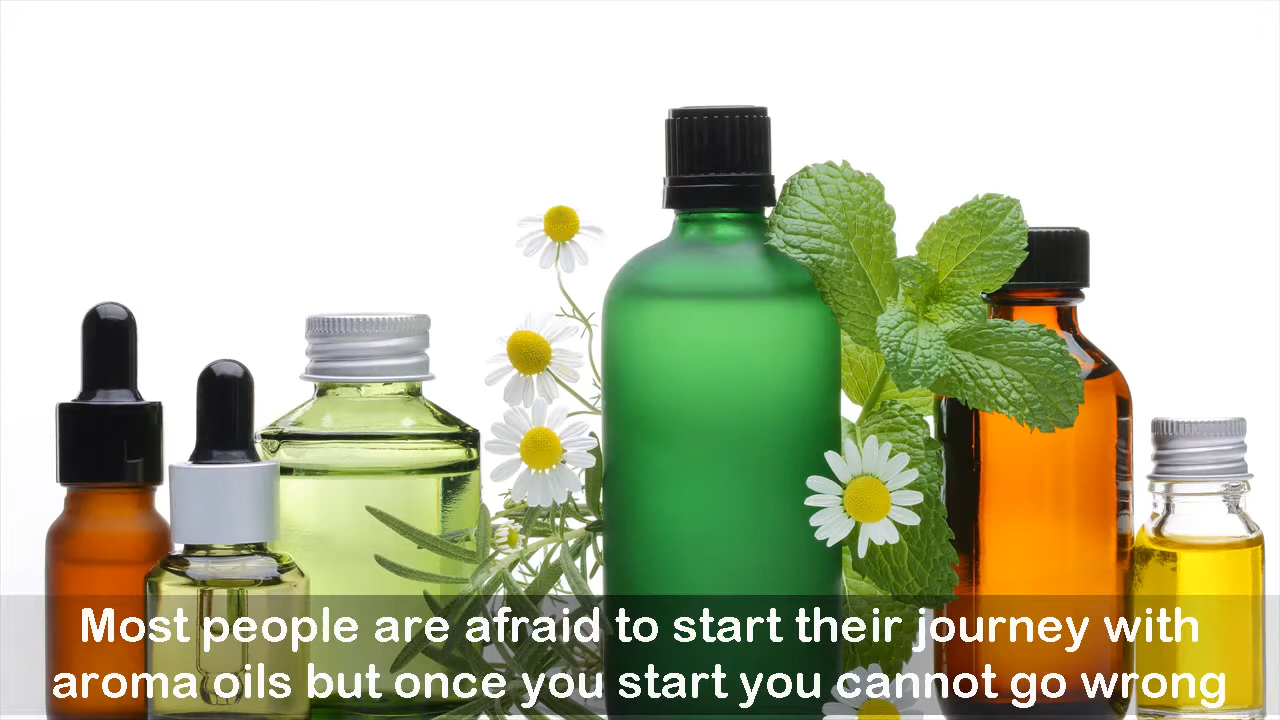 Most people are afraid to start their journey with
aroma oils but once you start you cannot go wrong